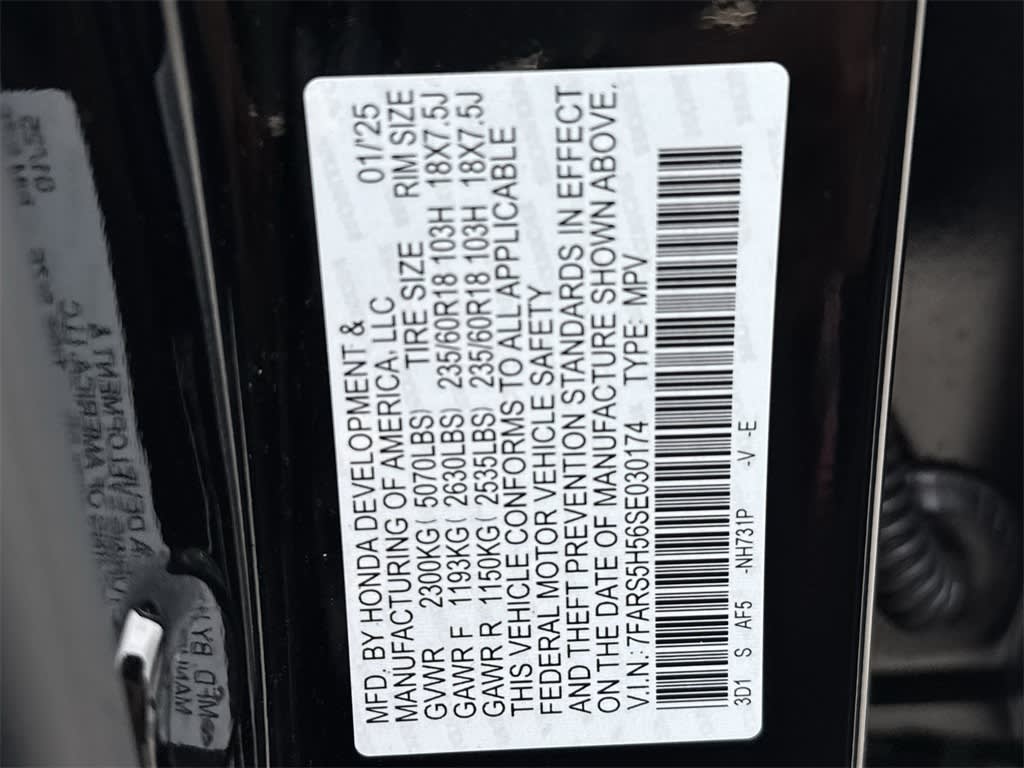 MFD. BY HONDA DEVELOPMENT & 01/'25
MANUFACTURING OF AMERICA, LLC
TIRE SIZE RIM SIZE
GVWR 2300KG ( 5070LBS)
GAWR F 1193KG ( 2630LBS) 235/60R18 103H 18X7.5J
GAWR R 1150KG ( 2535LBS) 235/60R18 103H 18X7.5J
THIS VEHICLE CONFORMS TO ALL APPLICABLE
FEDERAL MOTOR VEHICLE SAFETY
AND THEFT PREVENTION STANDARDS IN EFFECT
ON THE DATE OF MANUFACTURE SHOWN ABOVE.
V.I.N.: 7FARS5H56SE030174 TYPE: MPV
3D1 S AF5 -NH731P -V -E